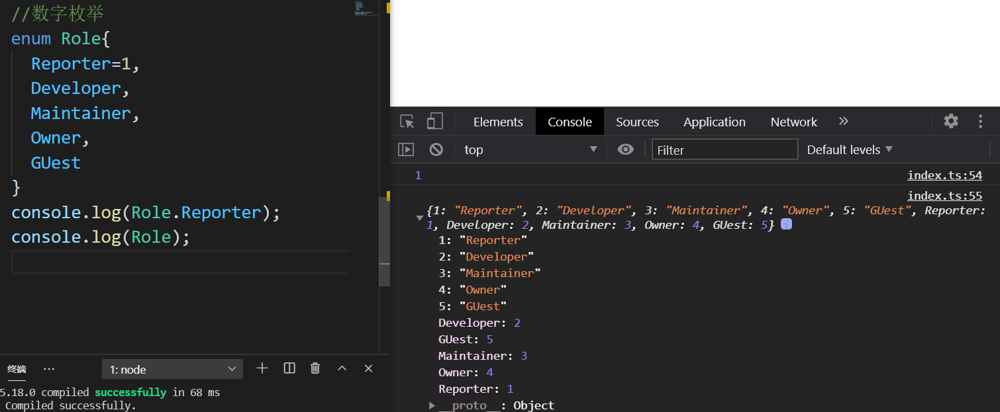 //数字枚举
enum Role{
Reporter=1,
Developer,
Maintainer,
Owner,
GUest
}
console.log(Role.Reporter);
console.log(Role);
终端 ··· 1: node
5.18.0 compiled successfully in 68 ms
Compiled successfully.
Elements Console Sources Application Network »
top Filter Default levels
1 index.ts:54
index.ts:55
{1: "Reporter", 2: "Developer", 3: "Maintainer", 4: "Owner", 5: "GUest", Reporter:
1, Developer: 2, Maintainer: 3, Owner: 4, GUest: 5} i
1: "Reporter"
2: "Developer"
3: "Maintainer"
4: "Owner"
5: "GUest"
Developer: 2
GUest: 5
Maintainer: 3
Owner: 4
Reporter: 1
__proto__: Object